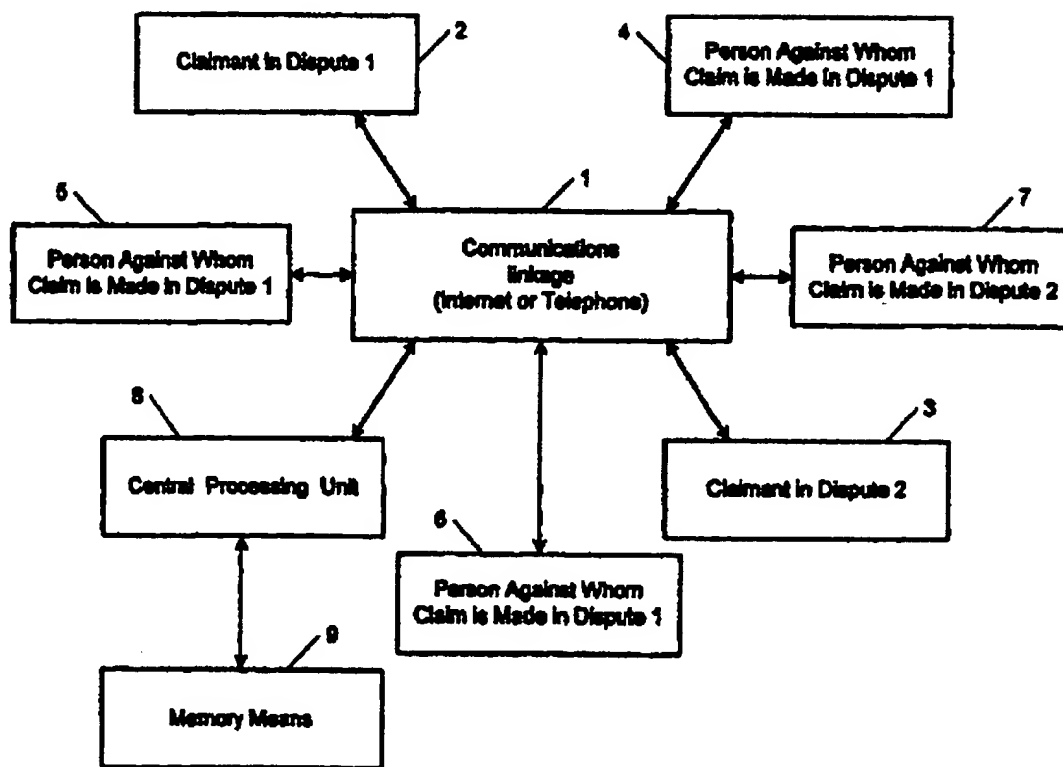 2
Claimant in Dispute 1
4
Person Against Whom
Claim is Made in Dispute 1
1
Communications
linkage
(Internet or Telephone)
5
Person Against Whom
Claim is Made in Dispute 1
7
Person Against Whom
Claim is Made in Dispute 2
8
Central Processing Unit
3
Claimant in Dispute 2
6
Person Against Whom
Claim is Made in Dispute 1
9
Memory Means